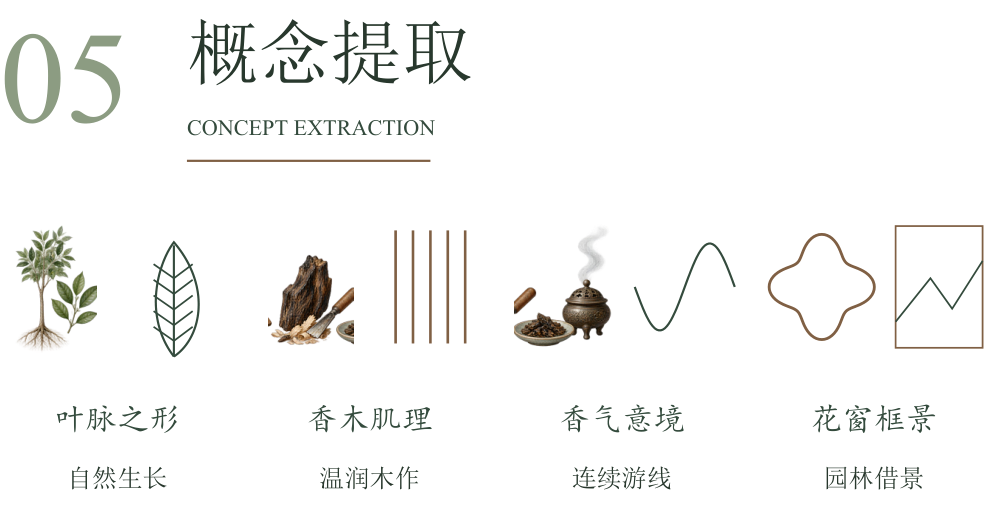 05
概念提取
CONCEPT EXTRACTION
叶脉之形
香木肌理
香气意境
花窗框景
自然生长
温润木作
连续游线
园林借景